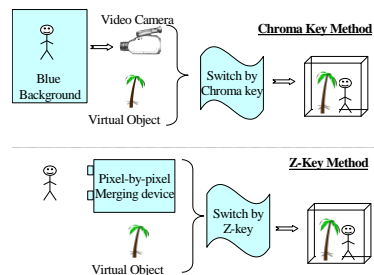 Video Camera
Chroma Key Method
Blue
Background
Switch by
Chroma key
Virtual Object
Z-Key Method
Pixel-by-pixel
Merging device
Switch by
Z-key
Virtual Object